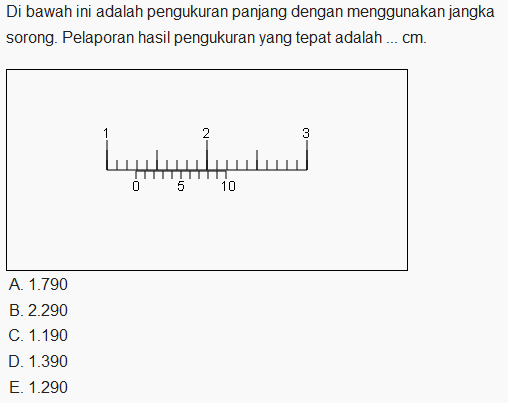 Di bawah ini adalah pengukuran panjang dengan menggunakan jangka
sorong. Pelaporan hasil pengukuran yang tepat adalah ... cm.
1 2 3
0 5 10
A. 1.790
B. 2.290
C. 1.190
D. 1.390
E. 1.290